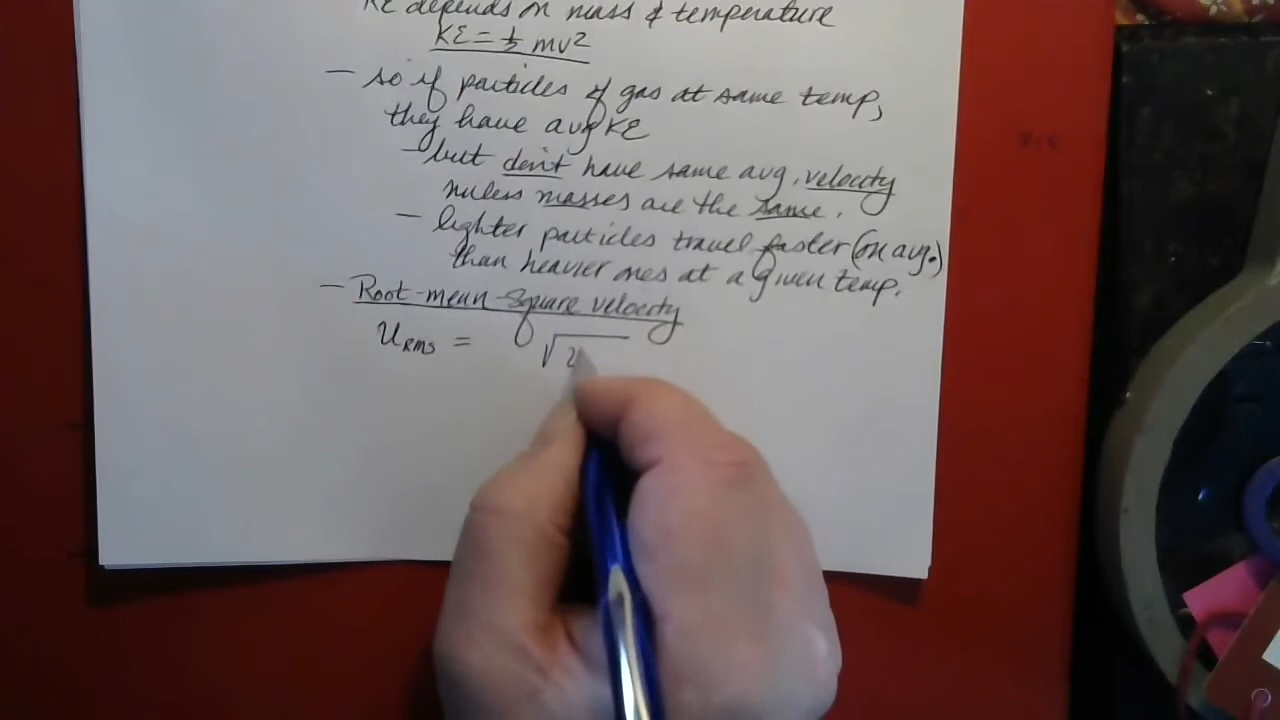 KE depends on mass & temperature
KE = ½ mv²
- so if particles of gas at same temp,
they have avg KE
- but don't have same avg. velocity
unless masses are the same.
- lighter particles travel faster (on avg.)
than heavier ones at a given temp.
- Root-mean-square velocity
u_RMS = √